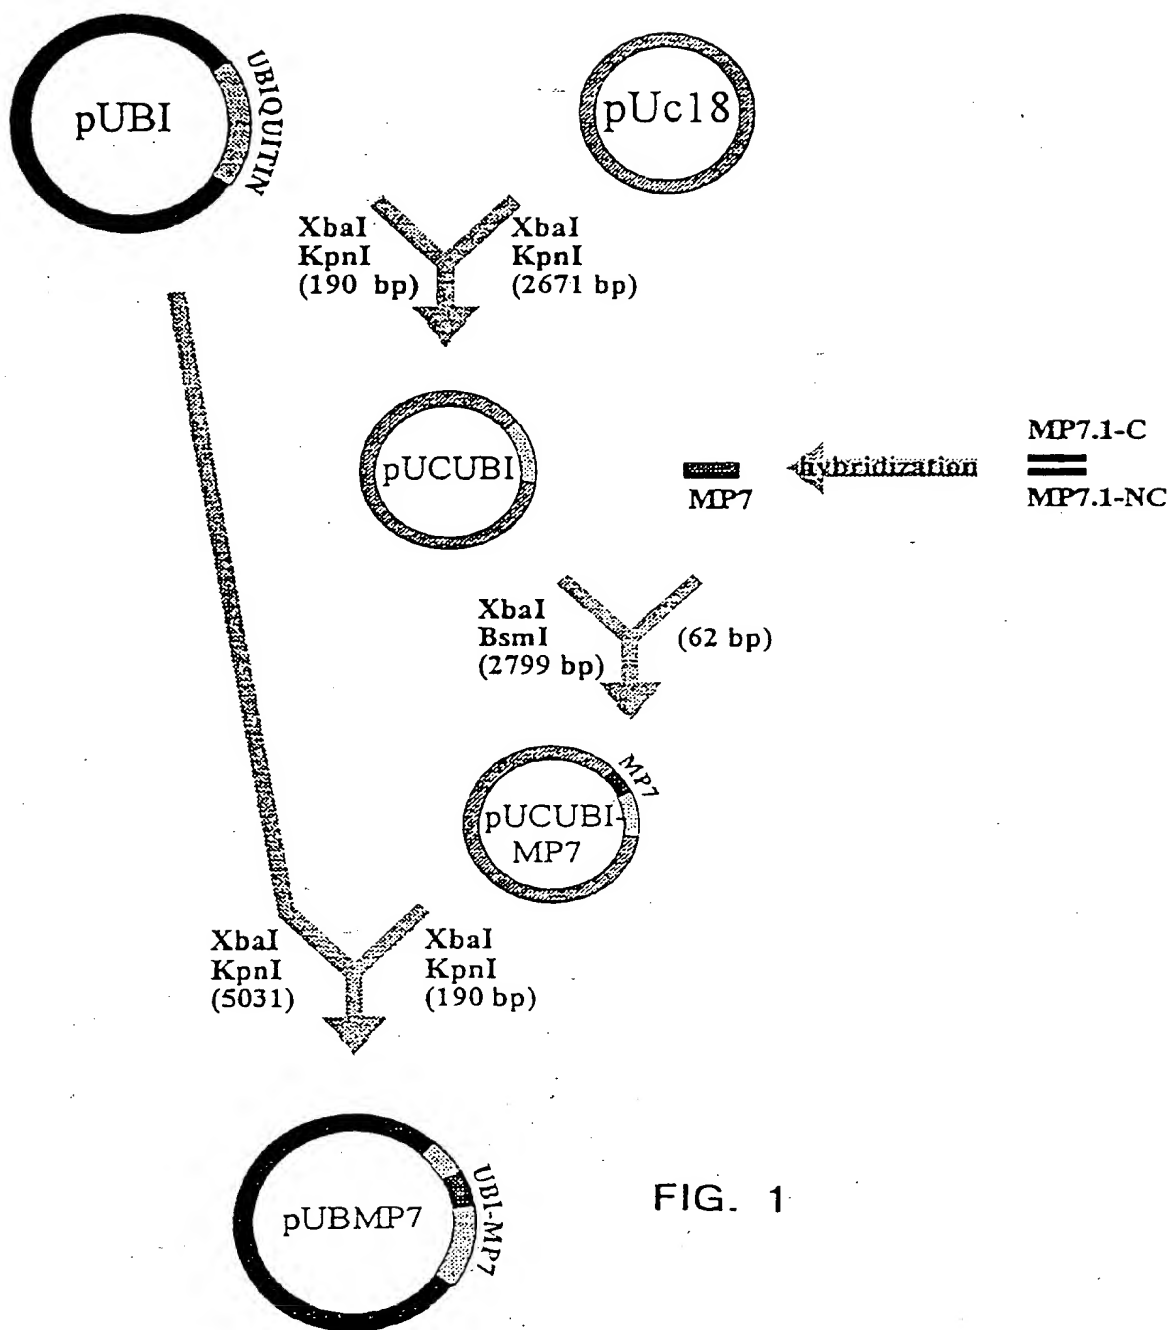 pUBI
UBIQUITIN
pUc18
XbaI
KpnI
(190 bp)
XbaI
KpnI
(2671 bp)
pUCUBI
MP7
hybridization
MP7.1-C
MP7.1-NC
XbaI
BsmI
(2799 bp)
(62 bp)
MP7
pUCUBI-
MP7
XbaI
KpnI
(5031)
XbaI
KpnI
(190 bp)
pUBMP7
UBI-MP7
FIG. 1